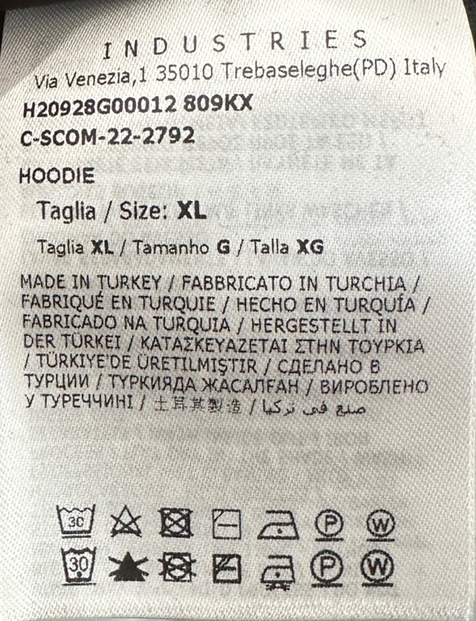 INDUSTRIES
Via Venezia,1 35010 Trebaseleghe(PD) Italy
H20928G00012 809KX
C-SCOM-22-2792
HOODIE
Taglia / Size: XL
Taglia XL / Tamanho G / Talla XG
MADE IN TURKEY / FABBRICATO IN TURCHIA /
FABRIQUÉ EN TURQUIE / HECHO EN TURQUÍA /
FABRICADO NA TURQUIA / HERGESTELLT IN
DER TÜRKEI / ΚΑΤΑΣΚΕΥΑΖΕΤΑΙ ΣΤΗΝ ΤΟΥΡΚΙΑ
/ TÜRKIYE'DE ÜRETILMIŞTIR / СДЕЛАНО В
ТУРЦИИ / ТҮРКИЯДА ЖАСАЛҒАН / ВИРОБЛЕНО
У ТУРЕЧЧИНІ / 土耳其製造 / صنع في تركيا
30 P W
30 P W